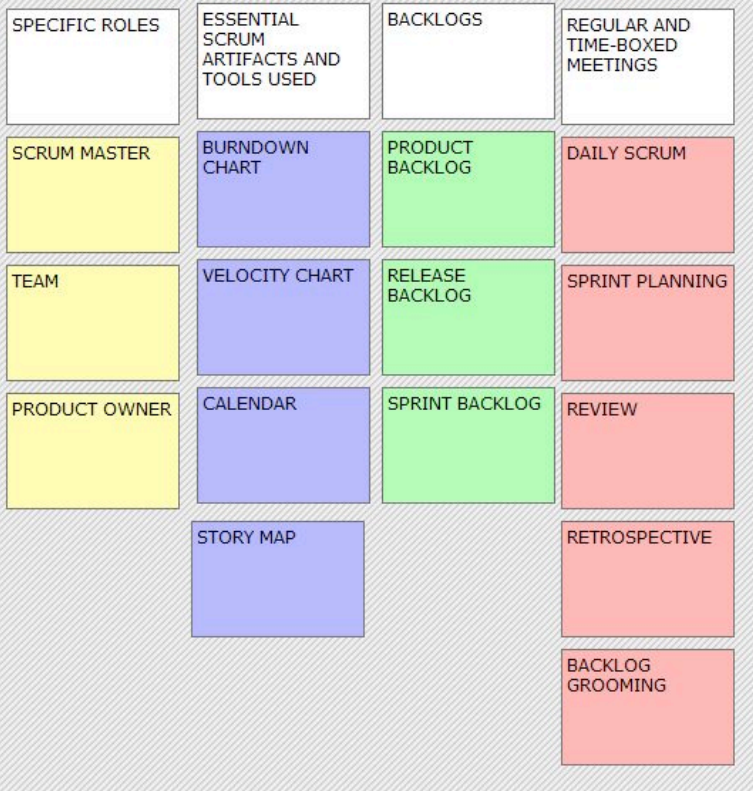 SPECIFIC ROLES
ESSENTIAL
SCRUM
ARTIFACTS AND
TOOLS USED
BACKLOGS
REGULAR AND
TIME-BOXED
MEETINGS
SCRUM MASTER
BURNDOWN
CHART
PRODUCT
BACKLOG
DAILY SCRUM
TEAM
VELOCITY CHART
RELEASE
BACKLOG
SPRINT PLANNING
PRODUCT OWNER
CALENDAR
SPRINT BACKLOG
REVIEW
STORY MAP
RETROSPECTIVE
BACKLOG
GROOMING